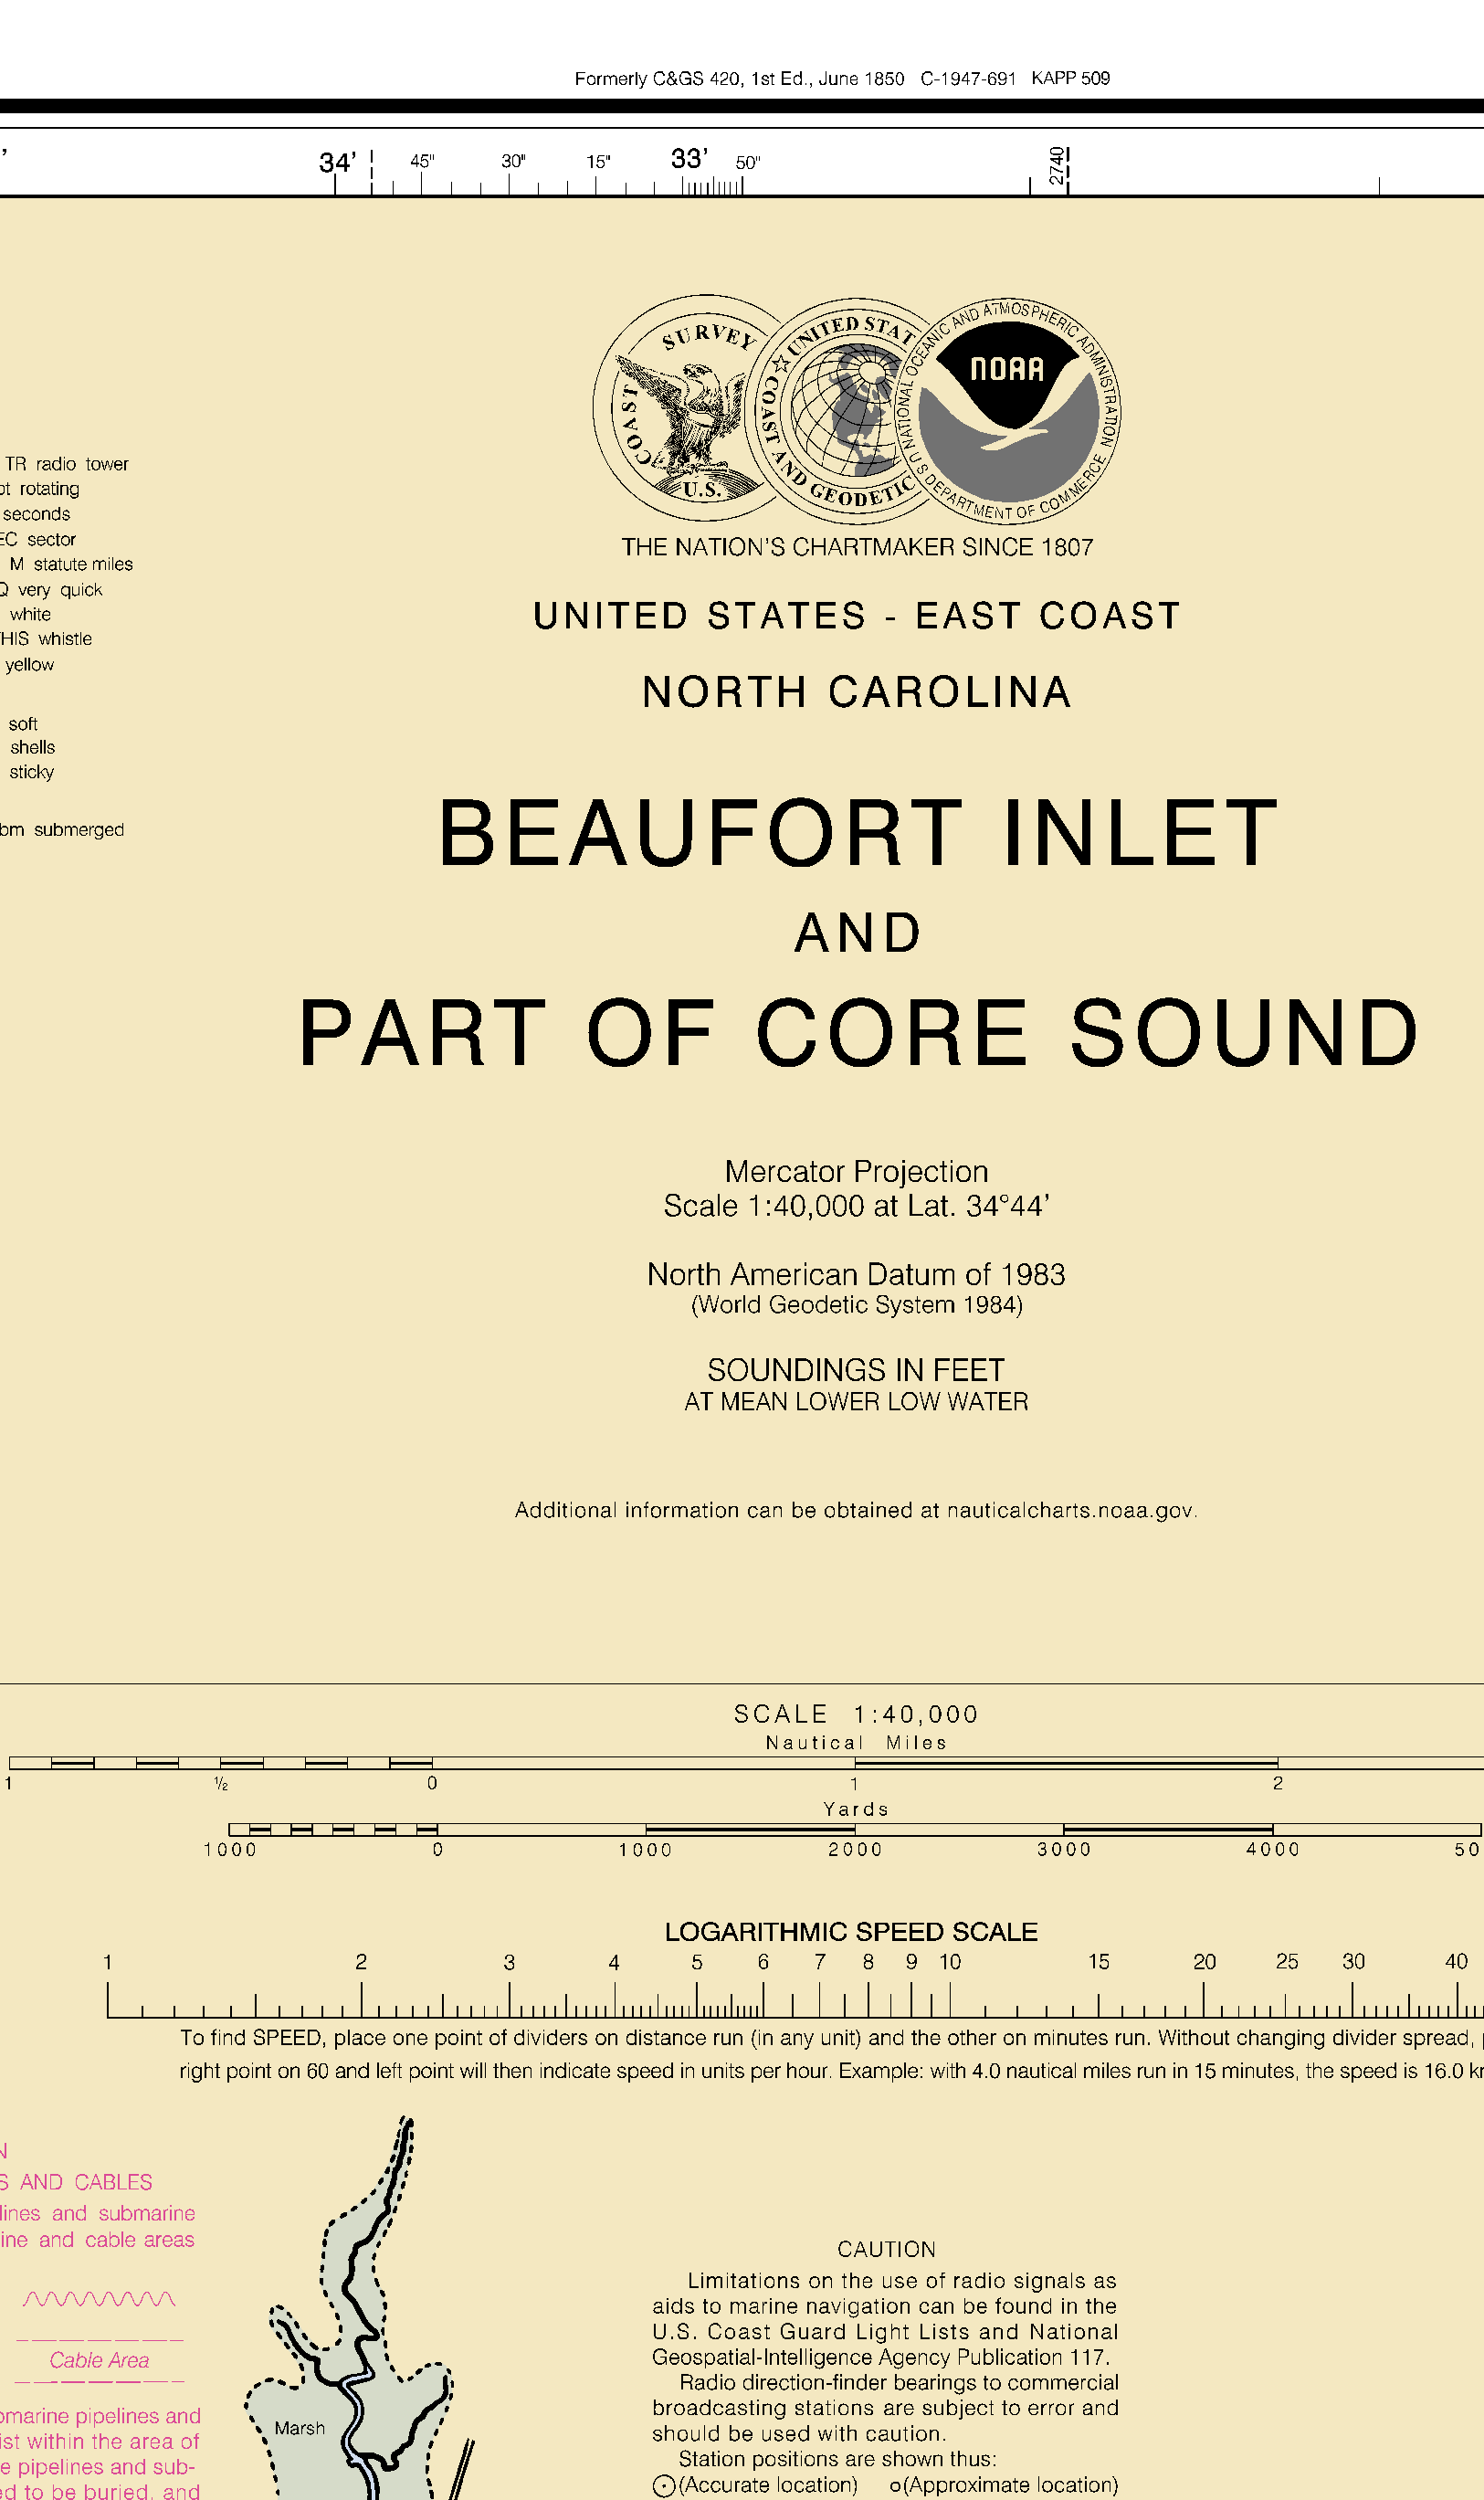 Formerly C&GS 420, 1st Ed., June 1850 C-1947-691 KAPP 509
34’ 45" 30" 15" 33’ 50" 2740
SURVEY
COAST
U.S.
UNITED STAT
COAST AND GEODETIC
NATIONAL OCEANIC AND ATMOSPHERIC ADMINISTRATION
NOAA
U S DEPARTMENT OF COMMERCE
THE NATION’S CHARTMAKER SINCE 1807
UNITED STATES - EAST COAST
NORTH CAROLINA
BEAUFORT INLET
AND
PART OF CORE SOUND
Mercator Projection
Scale 1:40,000 at Lat. 34°44’
North American Datum of 1983
(World Geodetic System 1984)
SOUNDINGS IN FEET
AT MEAN LOWER LOW WATER
Additional information can be obtained at nauticalcharts.noaa.gov.
TR radio tower
rotating
seconds
sector
M statute miles
very quick
white
whistle
yellow
soft
shells
sticky
submerged
SCALE 1:40,000
Nautical Miles
1 ½ 0 1 2
Yards
1000 0 1000 2000 3000 4000 50
LOGARITHMIC SPEED SCALE
1 2 3 4 5 6 7 8 9 10 15 20 25 30 40
To find SPEED, place one point of dividers on distance run (in any unit) and the other on minutes run. Without changing divider spread,
right point on 60 and left point will then indicate speed in units per hour. Example: with 4.0 nautical miles run in 15 minutes, the speed is 16.0
AND CABLES
and submarine
and cable areas
Cable Area
pipelines and
within the area of
pipelines and sub-
to be buried, and
Marsh
CAUTION
Limitations on the use of radio signals as
aids to marine navigation can be found in the
U.S. Coast Guard Light Lists and National
Geospatial-Intelligence Agency Publication 117.
Radio direction-finder bearings to commercial
broadcasting stations are subject to error and
should be used with caution.
Station positions are shown thus:
(Accurate location) o(Approximate location)